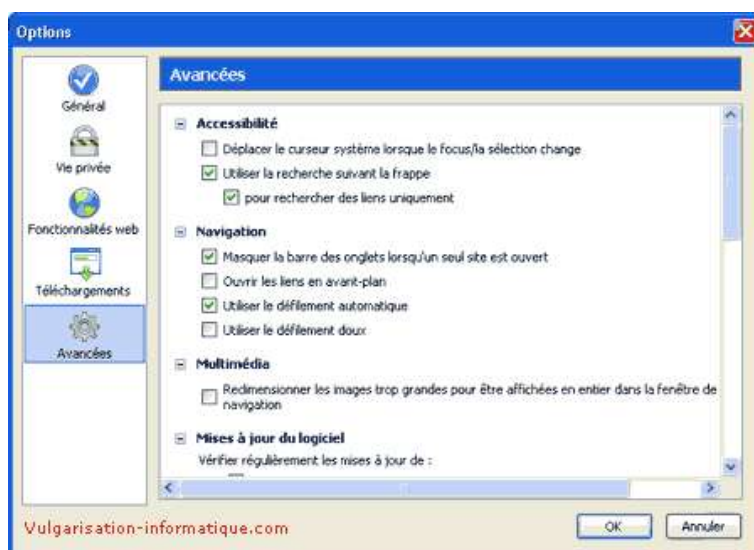 Options
Général
Vie privée
Fonctionnalités web
Téléchargements
Avancées
Avancées
Accessibilité
Déplacer le curseur système lorsque le focus/la sélection change
Utiliser la recherche suivant la frappe
pour rechercher des liens uniquement
Navigation
Masquer la barre des onglets lorsqu'un seul site est ouvert
Ouvrir les liens en avant-plan
Utiliser le défilement automatique
Utiliser le défilement doux
Multimédia
Redimensionner les images trop grandes pour être affichées en entier dans la fenêtre de
navigation
Mises à jour du logiciel
Vérifier régulièrement les mises à jour de :
Vulgarisation-informatique.com
OK
Annuler